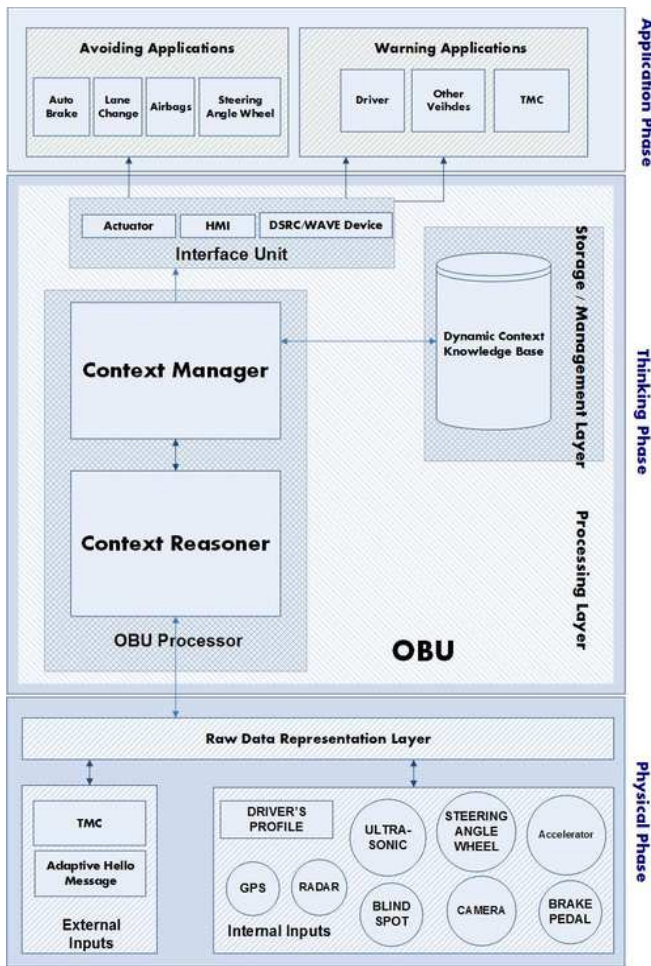 Avoiding Applications
Auto
Brake
Lane
Change
Airbags
Steering
Angle Wheel
Warning Applications
Driver
Other
Veihdes
TMC
Application Phase
Actuator
HMI
DSRC/WAVE Device
Interface Unit
Context Manager
Context Reasoner
OBU Processor
Dynamic Context
Knowledge Base
Storage / Management Layer
Processing Layer
OBU
Thinking Phase
Raw Data Representation Layer
TMC
Adaptive Hello
Message
External
Inputs
DRIVER'S
PROFILE
ULTRA-
SONIC
STEERING
ANGLE
WHEEL
Accelerator
GPS
RADAR
BLIND
SPOT
CAMERA
BRAKE
PEDAL
Internal Inputs
Physical Phase